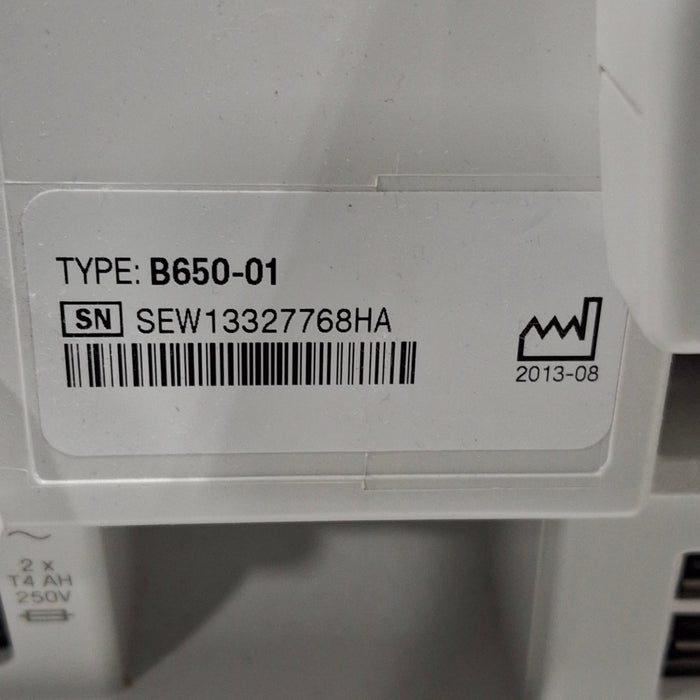 TYPE: B650-01
SN SEW13327768HA
2013-08
2 x
T4 AH
250V